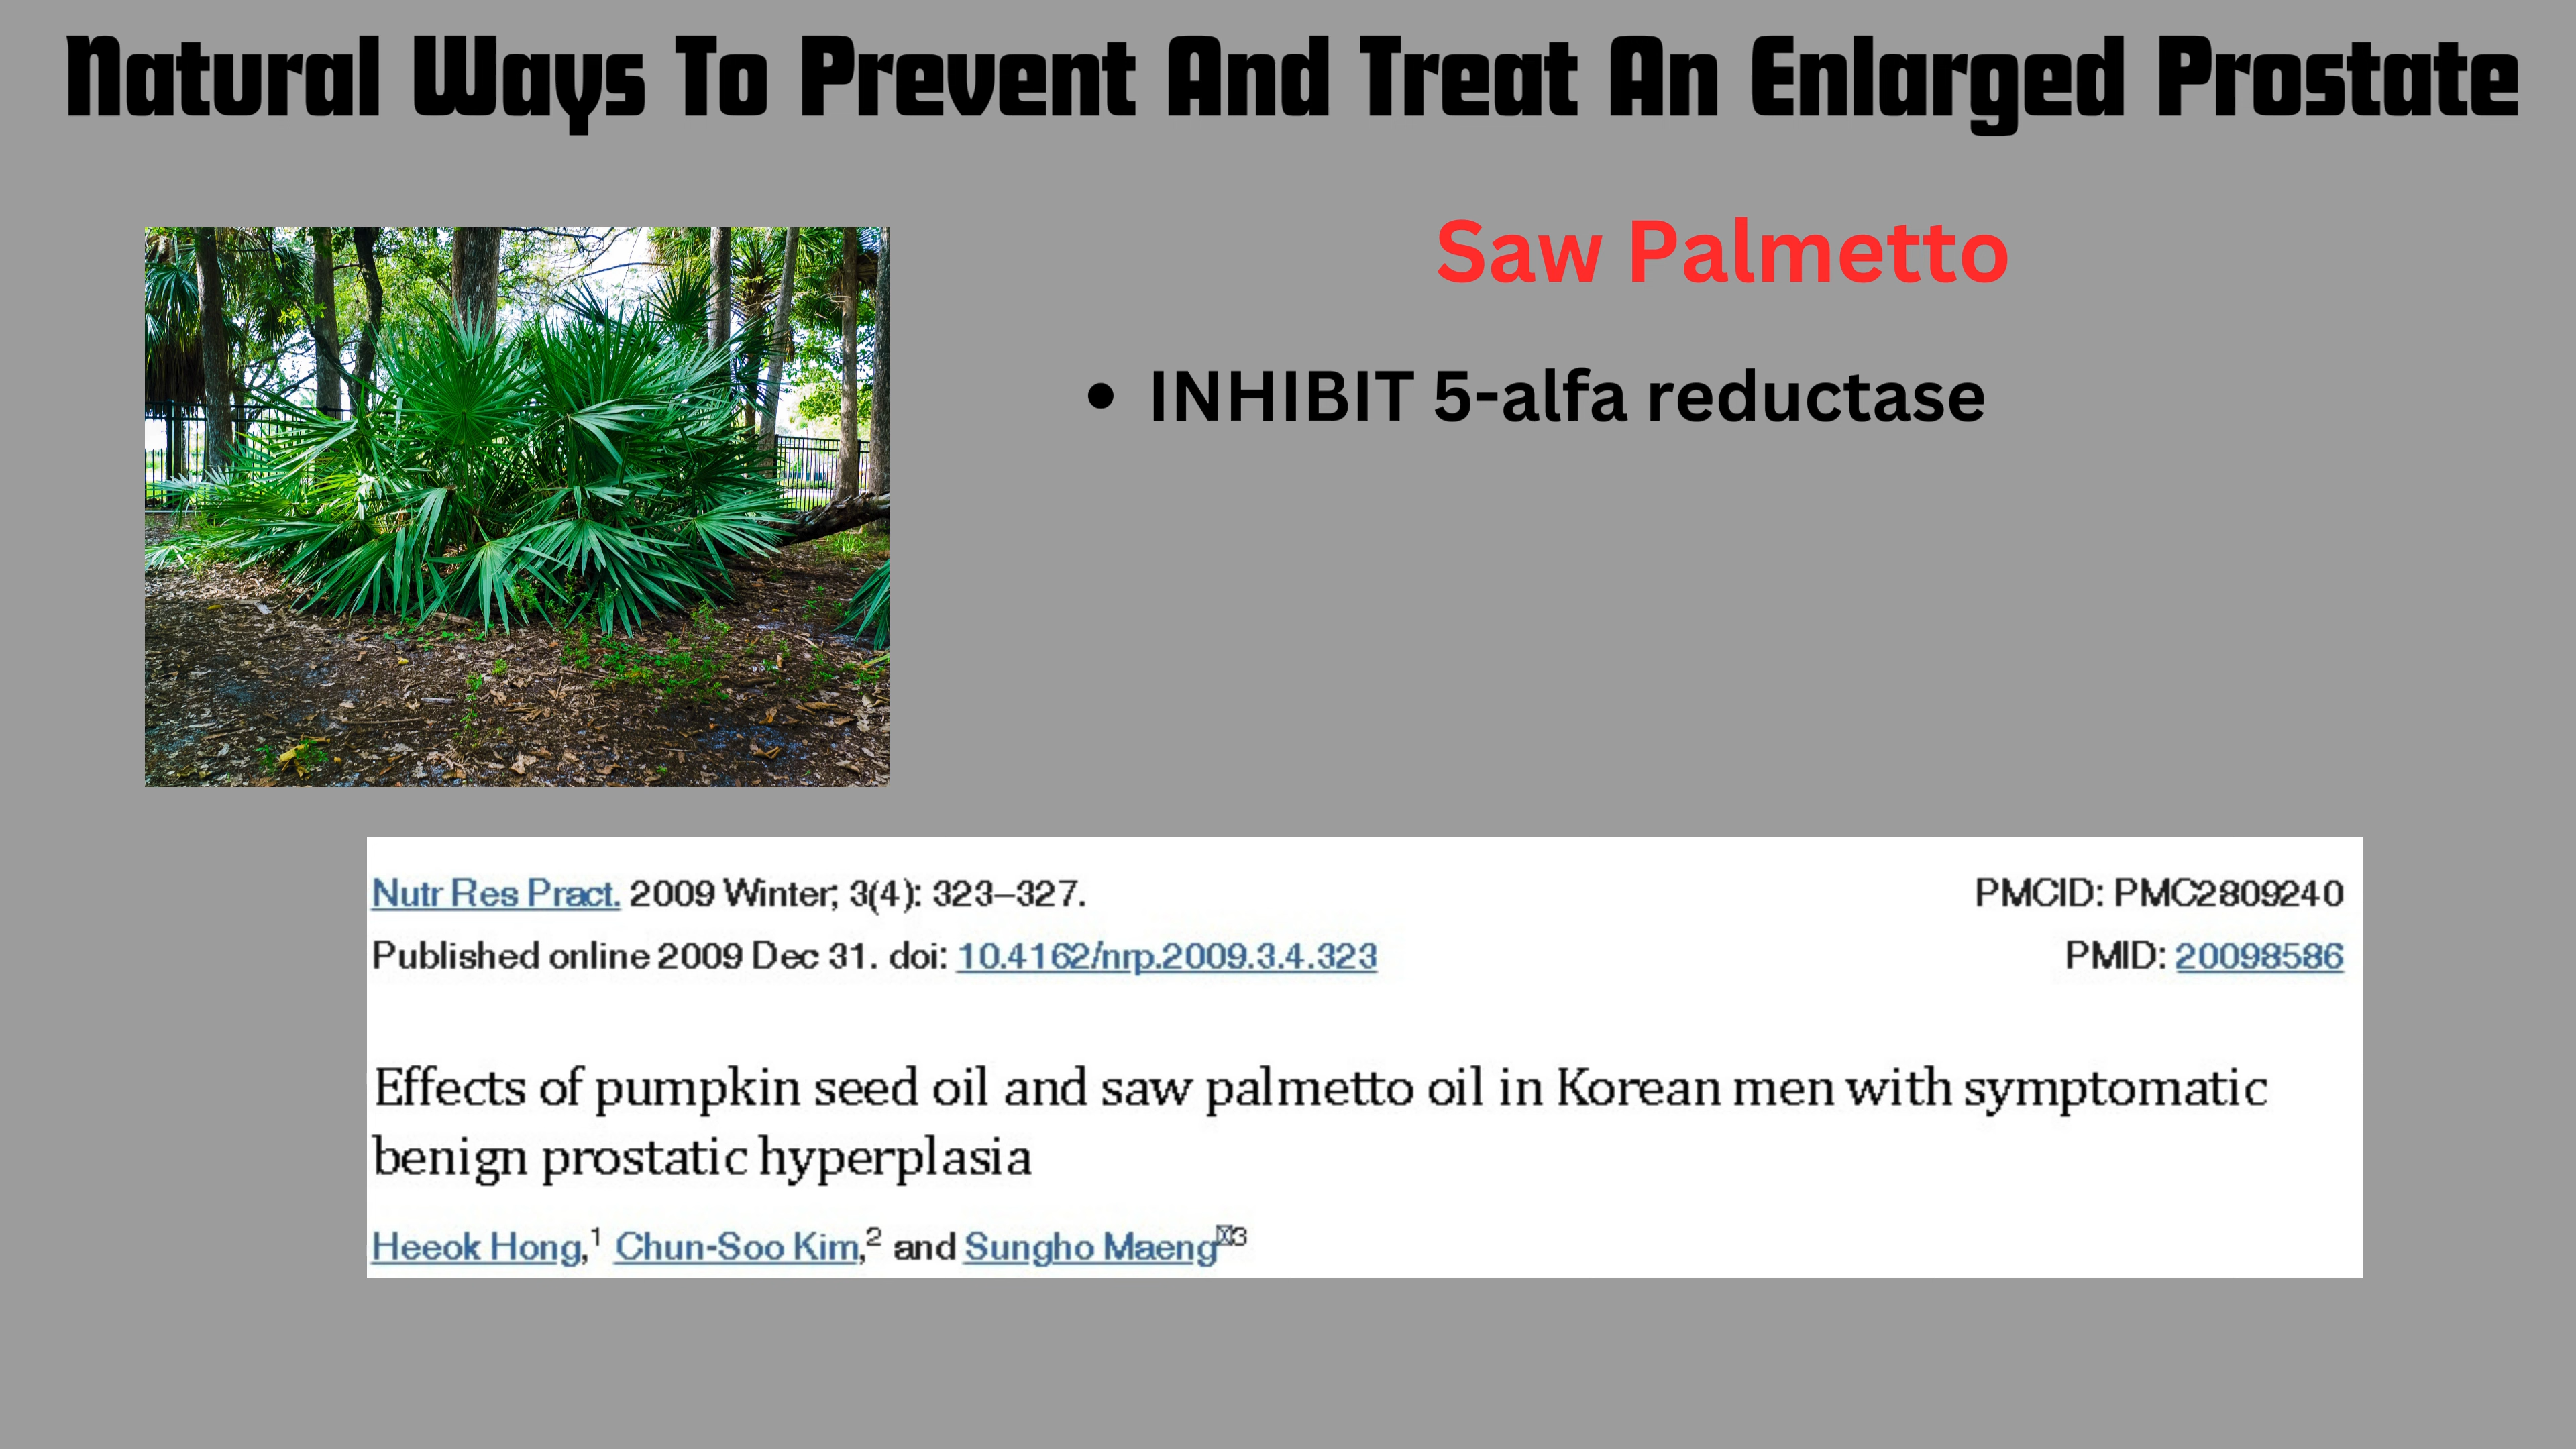 Natural Ways To Prevent And Treat An Enlarged Prostate
Saw Palmetto
• INHIBIT 5-alfa reductase
Nutr Res Pract. 2009 Winter; 3(4): 323–327.
PMCID: PMC2809240
Published online 2009 Dec 31. doi: 10.4162/nrp.2009.3.4.323
PMID: 20098586
Effects of pumpkin seed oil and saw palmetto oil in Korean men with symptomatic
benign prostatic hyperplasia
Heeok Hong,1 Chun-Soo Kim,2 and Sungho Maeng✉3